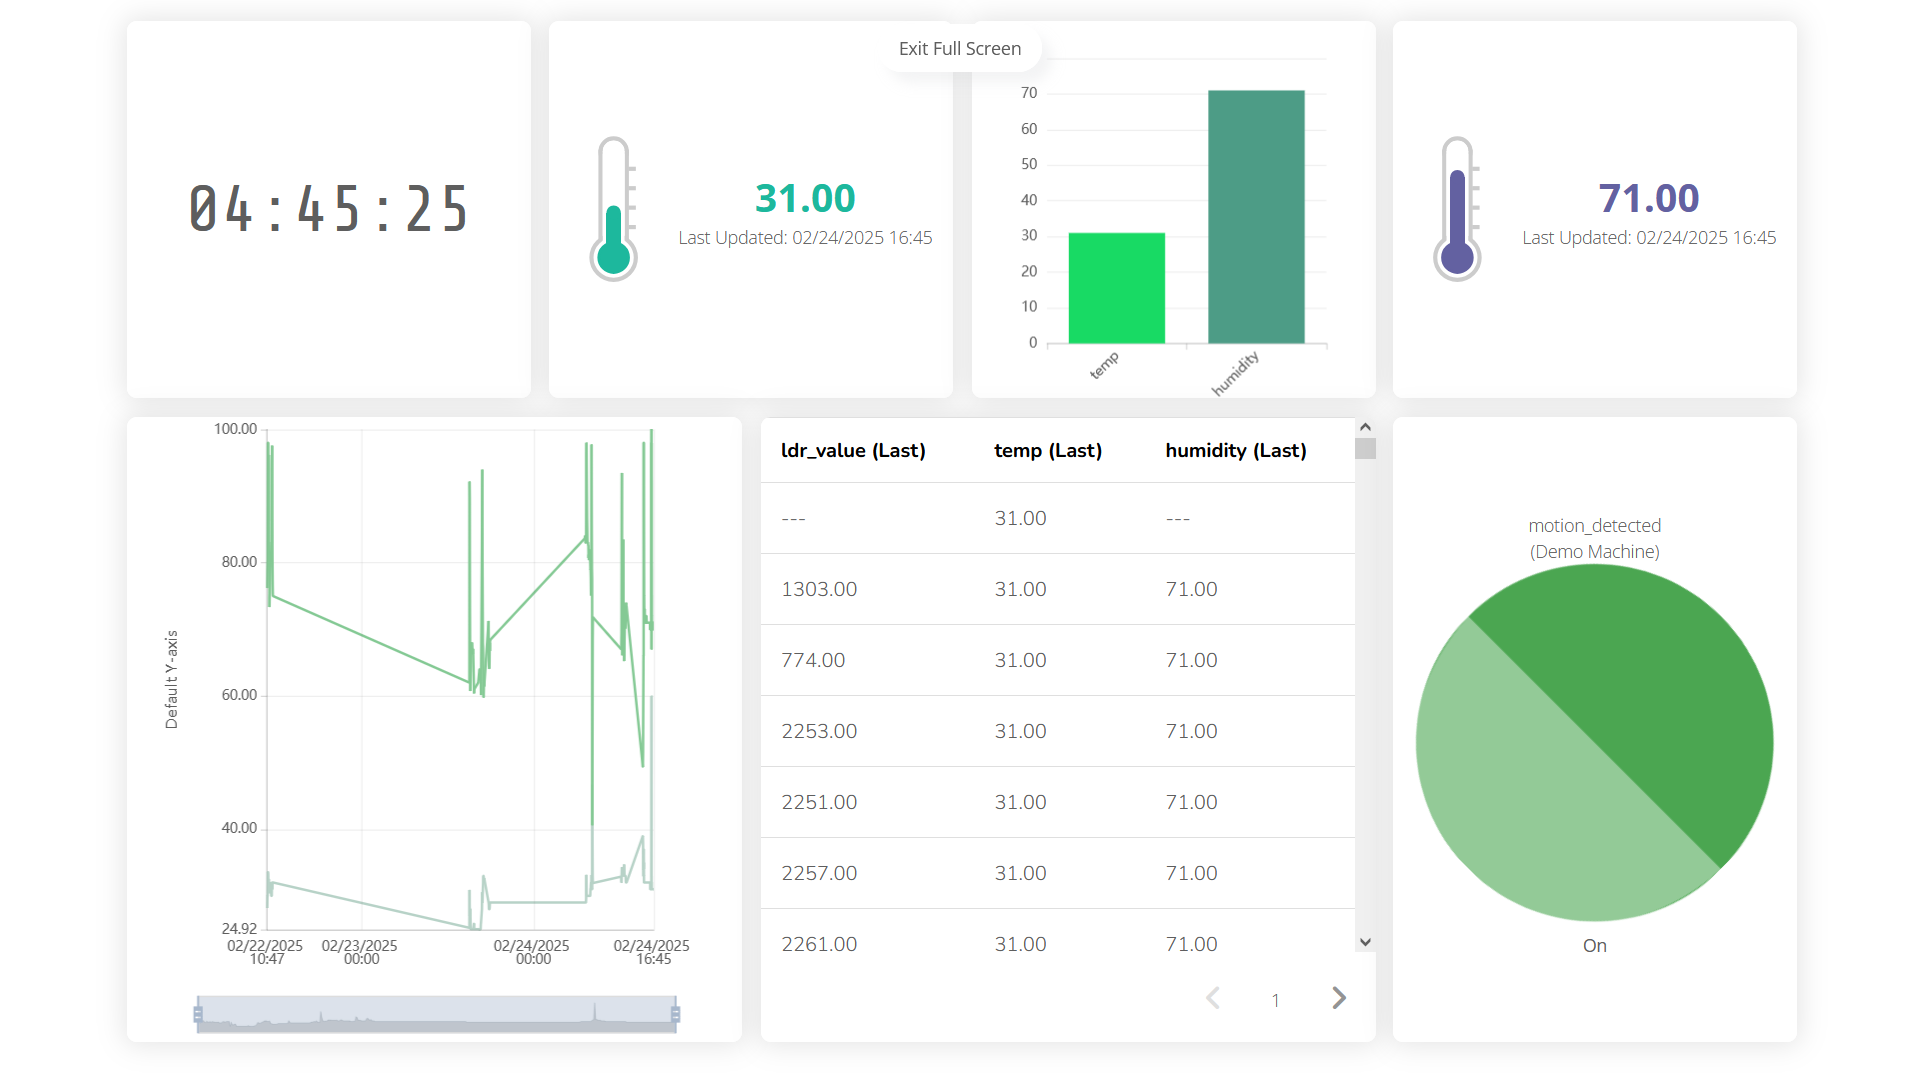 Exit Full Screen
04:45:25
31.00
Last Updated: 02/24/2025 16:45
70
60
50
40
30
20
10
0
temp
humidity
71.00
Last Updated: 02/24/2025 16:45
Default Y-axis
100.00
80.00
60.00
40.00
24.92
02/22/2025
10:47
02/23/2025
00:00
02/24/2025
00:00
02/24/2025
16:45
ldr_value (Last) temp (Last) humidity (Last)
--- 31.00 ---
1303.00 31.00 71.00
774.00 31.00 71.00
2253.00 31.00 71.00
2251.00 31.00 71.00
2257.00 31.00 71.00
2261.00 31.00 71.00
1
motion_detected
(Demo Machine)
On